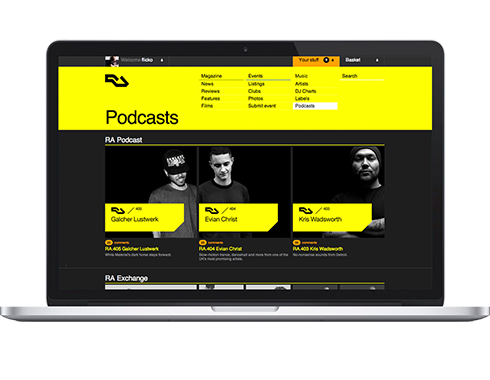 Welcome flicko
Your stuff
Basket
Magazine Events Music Search
News Listings Artists
Reviews Clubs DJ Charts
Features Photos Labels
Films Submit event Podcasts
Podcasts
RA Podcast
405
Galcher Lustwerk
404
Evian Christ
403
Kris Wadsworth
comments
RA.405 Galcher Lustwerk
White Material's dark horse steps forward.
comments
RA.404 Evian Christ
Slow motion trance, dancehall and more from one of the
UK's most promising artists.
comments
RA.403 Kris Wadsworth
No nonsense sounds from Detroit.
RA Exchange